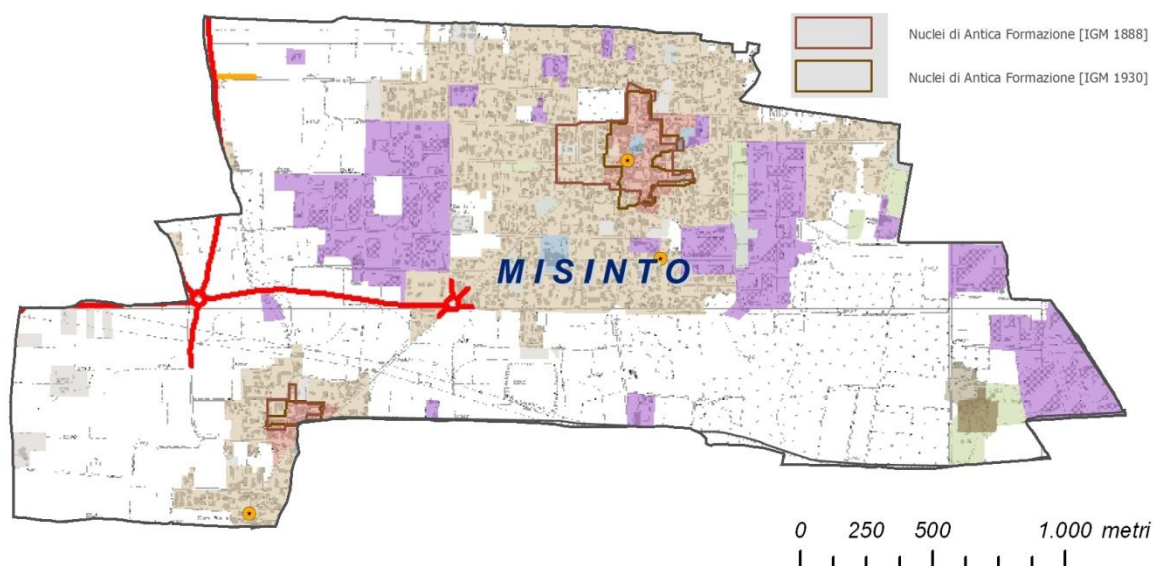 Nuclei di Antica Formazione [IGM 1888]
Nuclei di Antica Formazione [IGM 1930]
MISINTO
0 250 500 1.000 metri